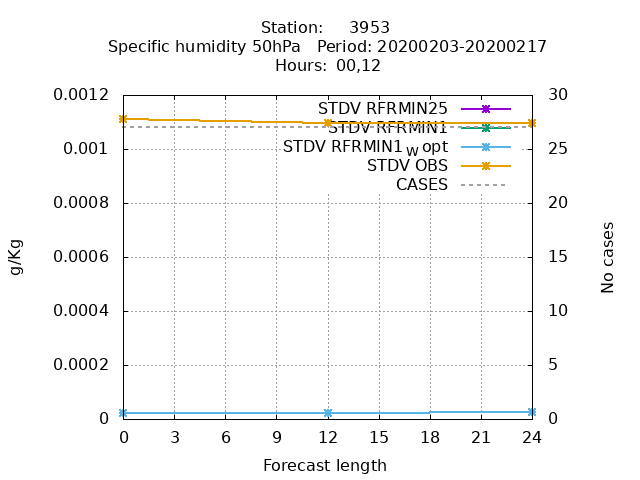 Station: 3953
Specific humidity 50hPa Period: 20200203-20200217
Hours: 00,12
0.0012
30
STDV RFRMIN25
STDV RFRMIN1
0.001
STDV RFRMIN1 W opt
25
STDV OBS
CASES
0.0008
20
g/Kg
0.0006
15
No cases
0.0004
10
0.0002
5
0
0
0 3 6 9 12 15 18 21 24
Forecast length